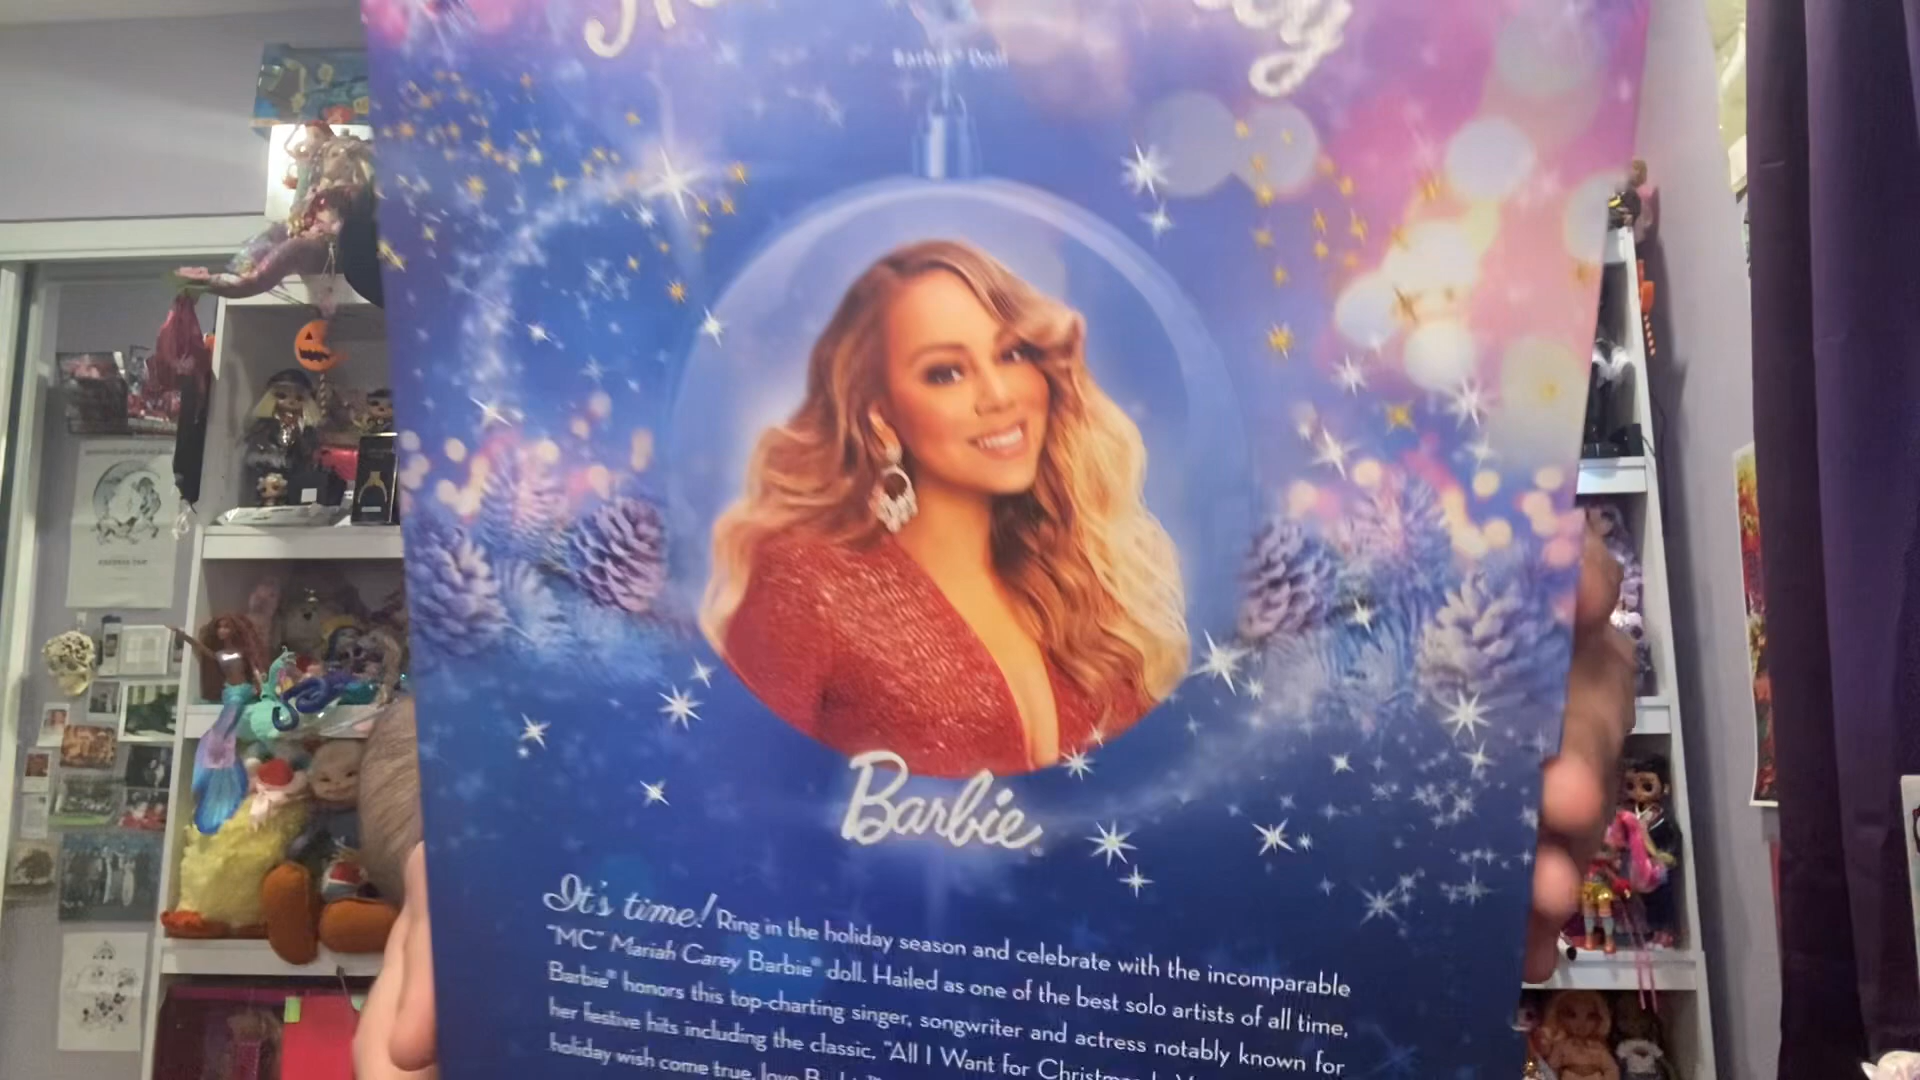 Barbie® Doll
Barbie®
It's time! Ring in the holiday season and celebrate with the incomparable
"MC" Mariah Carey Barbie® doll. Hailed as one of the best solo artists of all time,
Barbie® honors this top-charting singer, songwriter and actress notably known for
her festive hits including the classic, "All I Want for
holiday wish come true, love